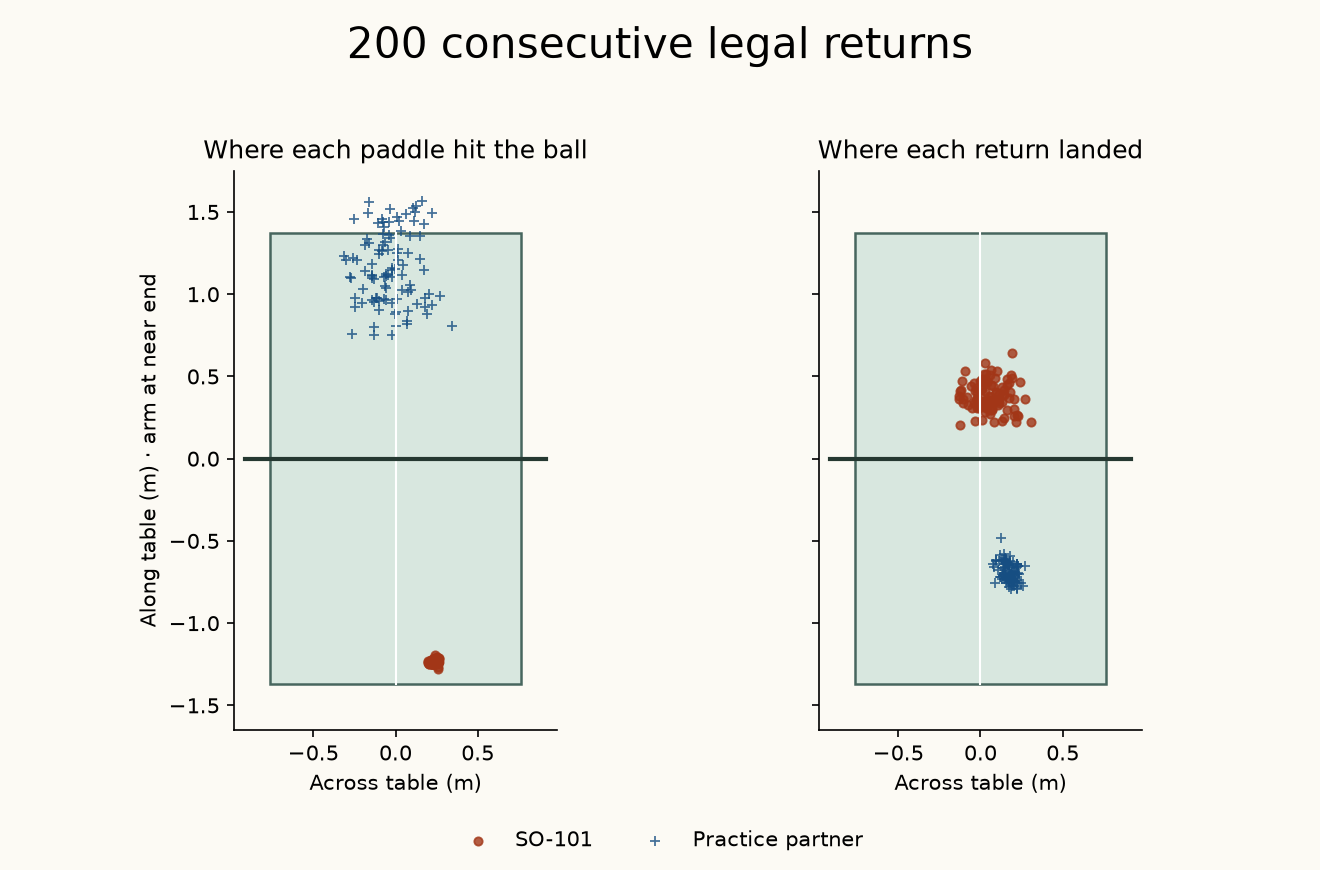 200 consecutive legal returns
Where each paddle hit the ball
Where each return landed
Along table (m) · arm at near end
1.5
1.0
0.5
0.0
−0.5
−1.0
−1.5
−0.5 0.0 0.5
−0.5 0.0 0.5
Across table (m)
Across table (m)
SO-101
Practice partner